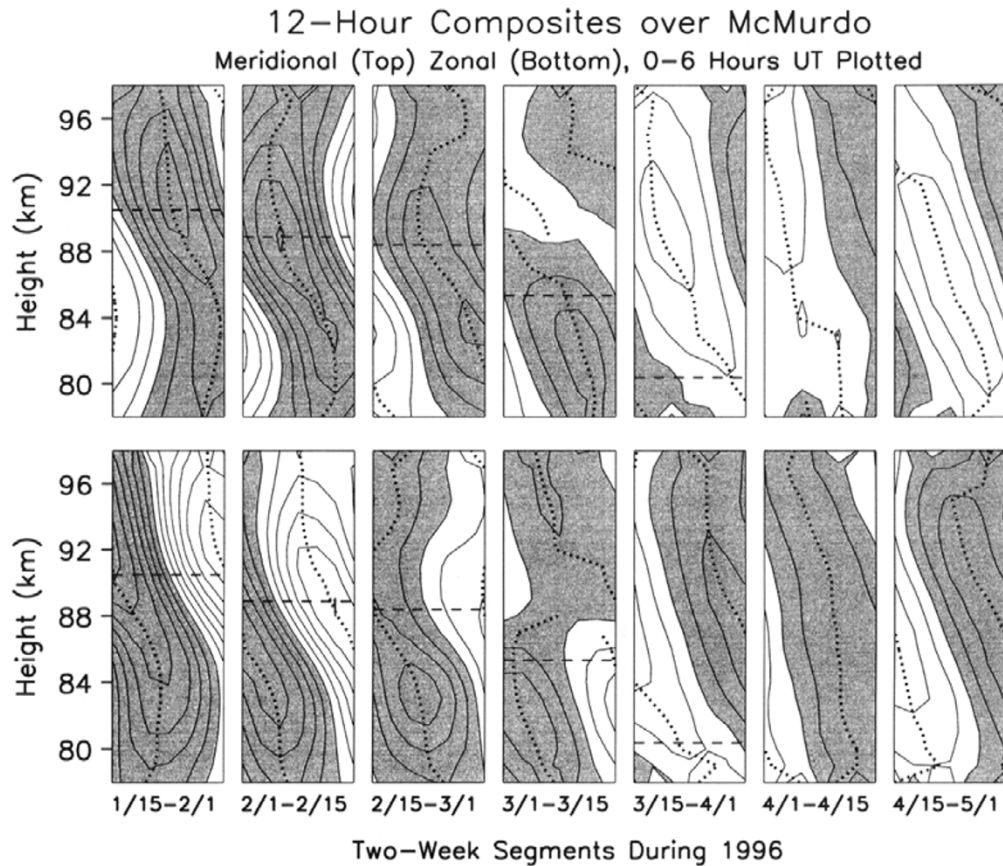 12-Hour Composites over McMurdo
Meridional (Top) Zonal (Bottom), 0-6 Hours UT Plotted
Height (km)
96
92
88
84
80
Height (km)
96
92
88
84
80
1/15-2/1 2/1-2/15 2/15-3/1 3/1-3/15 3/15-4/1 4/1-4/15 4/15-5/1
Two-Week Segments During 1996